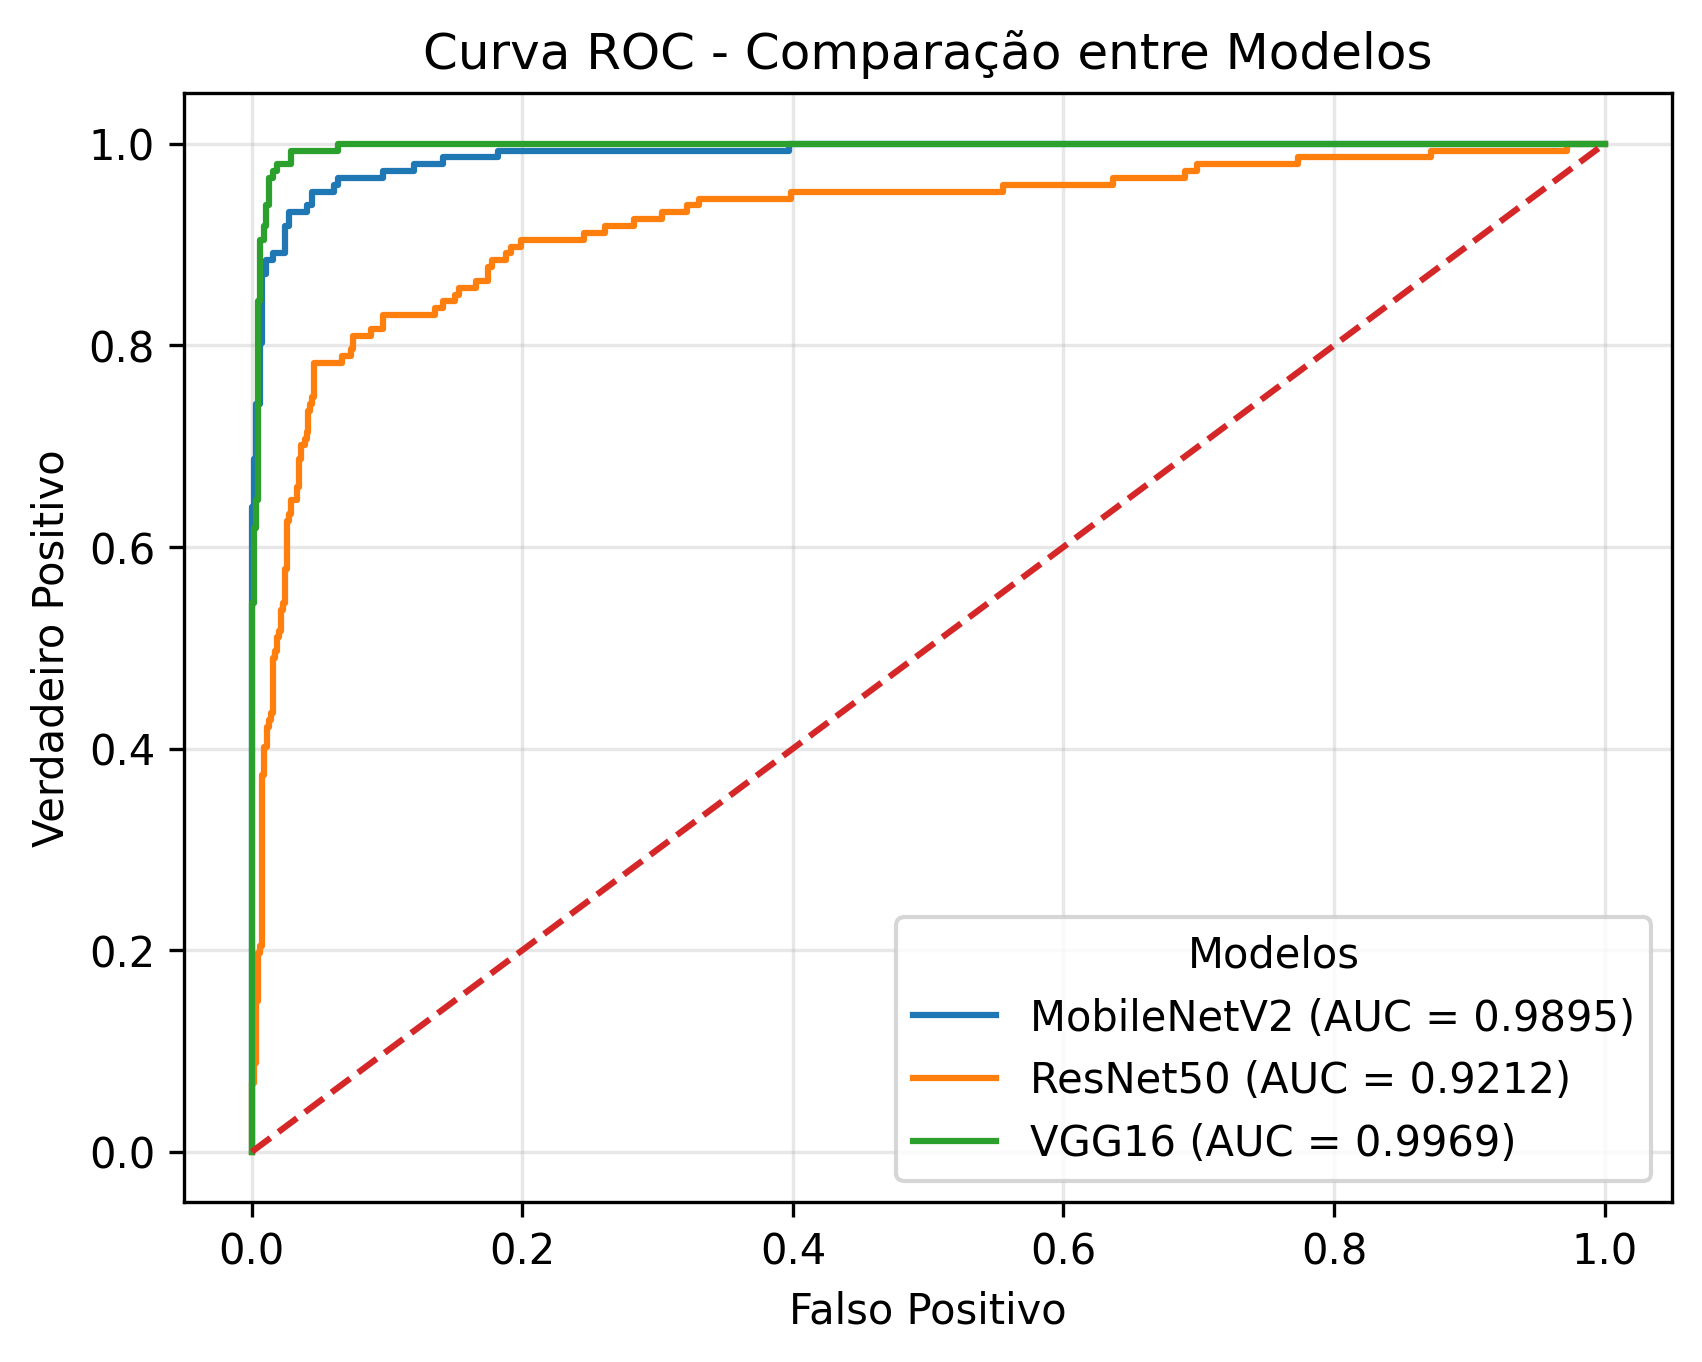 Curva ROC - Comparação entre Modelos
Verdadeiro Positivo
1.0
0.8
0.6
0.4
0.2
0.0
0.0 0.2 0.4 0.6 0.8 1.0
Falso Positivo
Modelos
MobileNetV2 (AUC = 0.9895)
ResNet50 (AUC = 0.9212)
VGG16 (AUC = 0.9969)